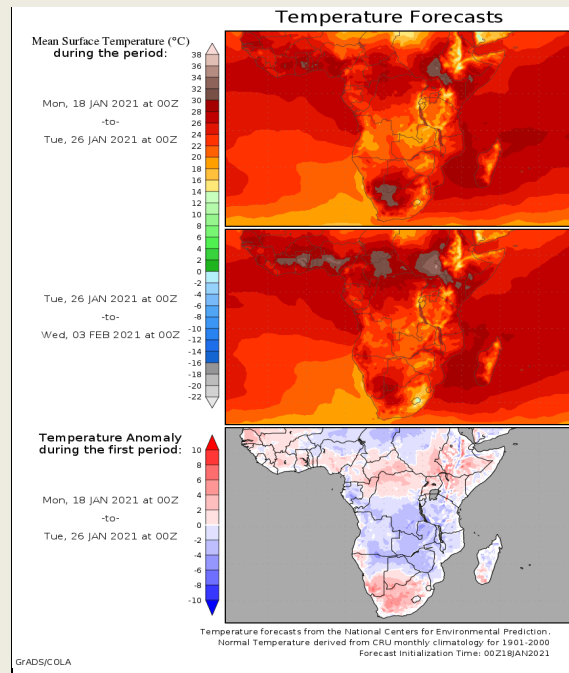 Temperature Forecasts
Mean Surface Temperature (°C)
during the period:
Mon, 18 JAN 2021 at 00Z
-to-
Tue, 26 JAN 2021 at 00Z
38
36
34
32
30
28
26
24
22
20
18
16
14
12
10
8
6
4
2
0
-2
-4
-6
-8
-10
-12
-14
-16
-18
-20
-22
Tue, 26 JAN 2021 at 00Z
-to-
Wed, 03 FEB 2021 at 00Z
Temperature Anomaly
during the first period:
Mon, 18 JAN 2021 at 00Z
-to-
Tue, 26 JAN 2021 at 00Z
10
8
6
4
2
0
-2
-4
-6
-8
-10
Temperature forecasts from the National Centers for Environmental Prediction.
Normal Temperature derived from CRU monthly climatology for 1901-2000
Forecast Initialization Time: 00Z18JAN2021
GrADS/COLA